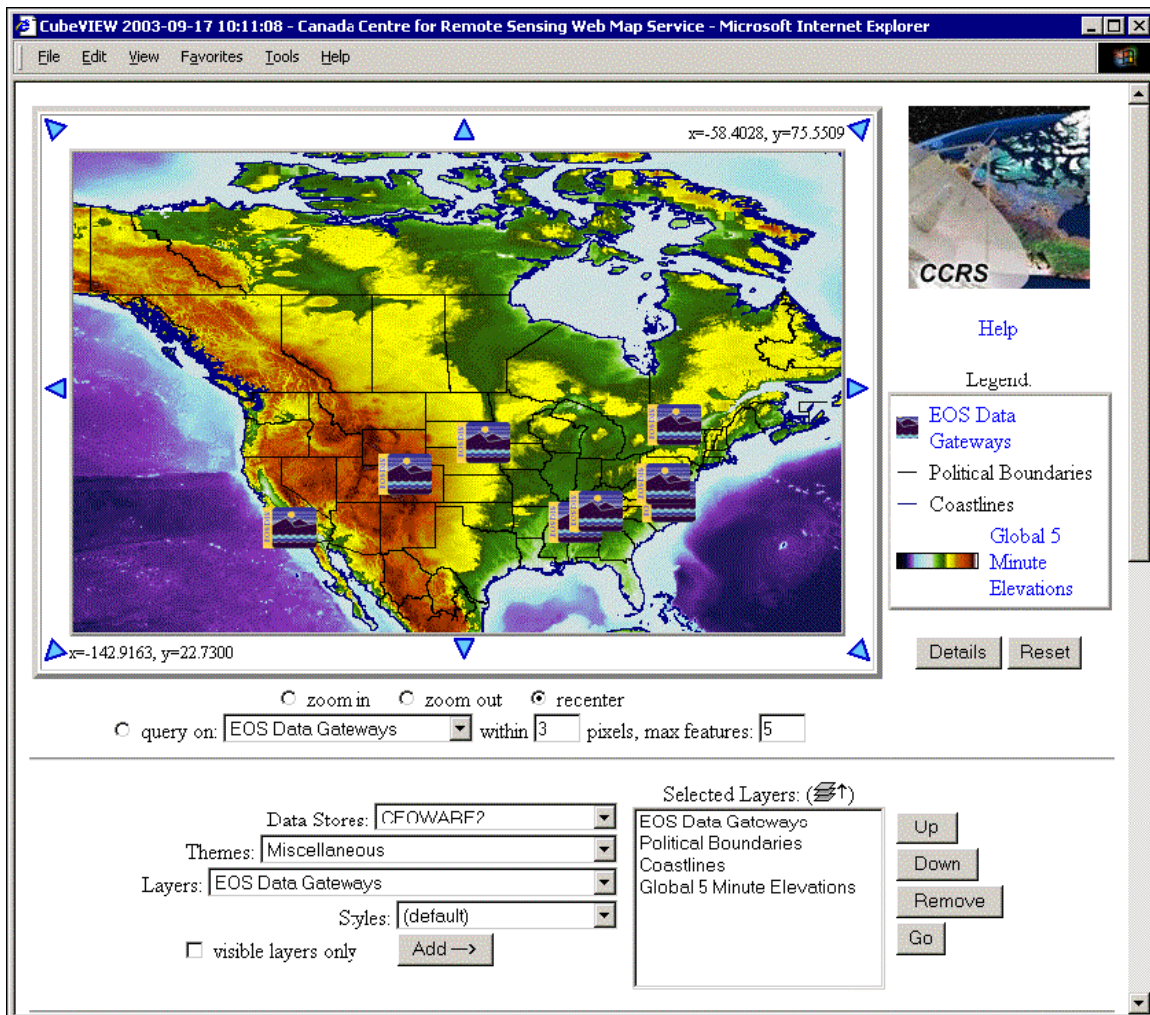 CubeVIEW 2003-09-17 10:11:08 - Canada Centre for Remote Sensing Web Map Service - Microsoft Internet Explorer
File Edit View Favorites Tools Help
x=-58.4028, y=75.5509
CCRS
Help
Legend.
EOS Data
Gateways
Political Boundaries
Coastlines
Global 5
Minute
Elevations
x=-142.9163, y=22.7300
Details Reset
zoom in zoom out recenter
query on: EOS Data Gateways within 3 pixels, max features: 5
Selected Layers: ( )
Data Stores: CEOWARE2
Themes: Miscellaneous
Layers: EOS Data Gateways
Styles: (default)
visible layers only Add
EOS Data Gateways
Political Boundaries
Coastlines
Global 5 Minute Elevations
Up
Down
Remove
Go